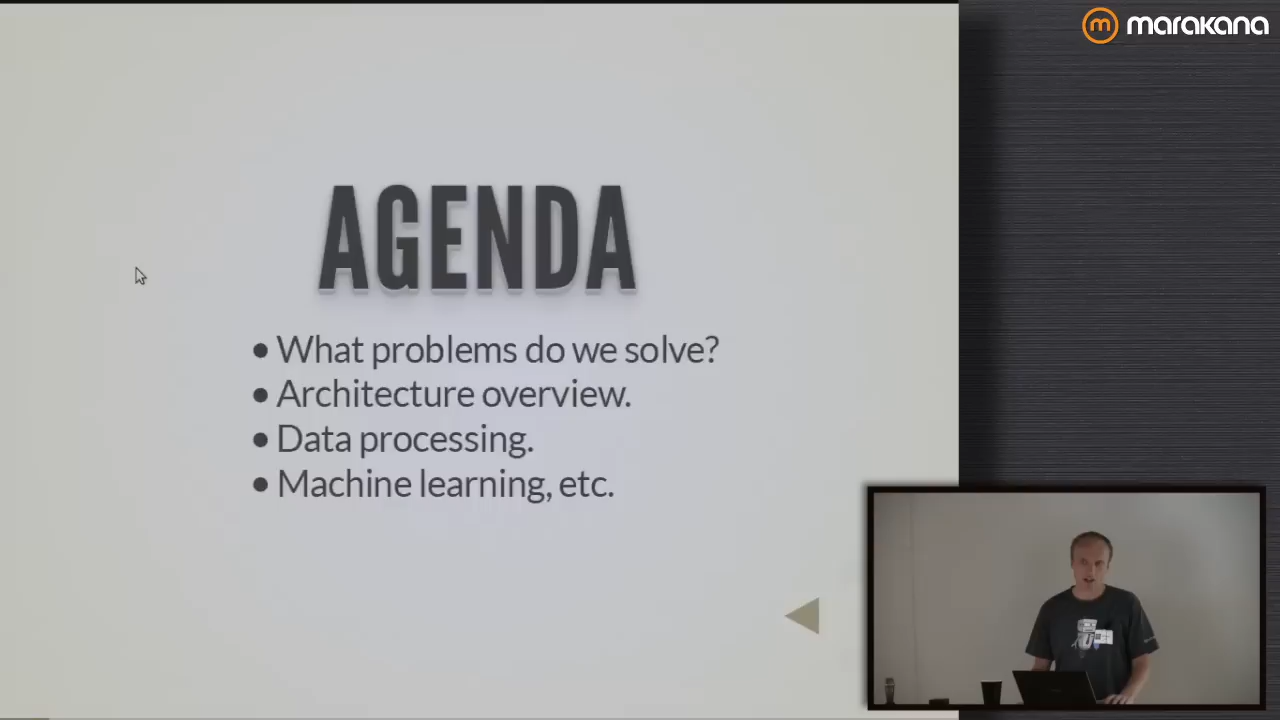 marakana
AGENDA
• What problems do we solve?
• Architecture overview.
• Data processing.
• Machine learning, etc.